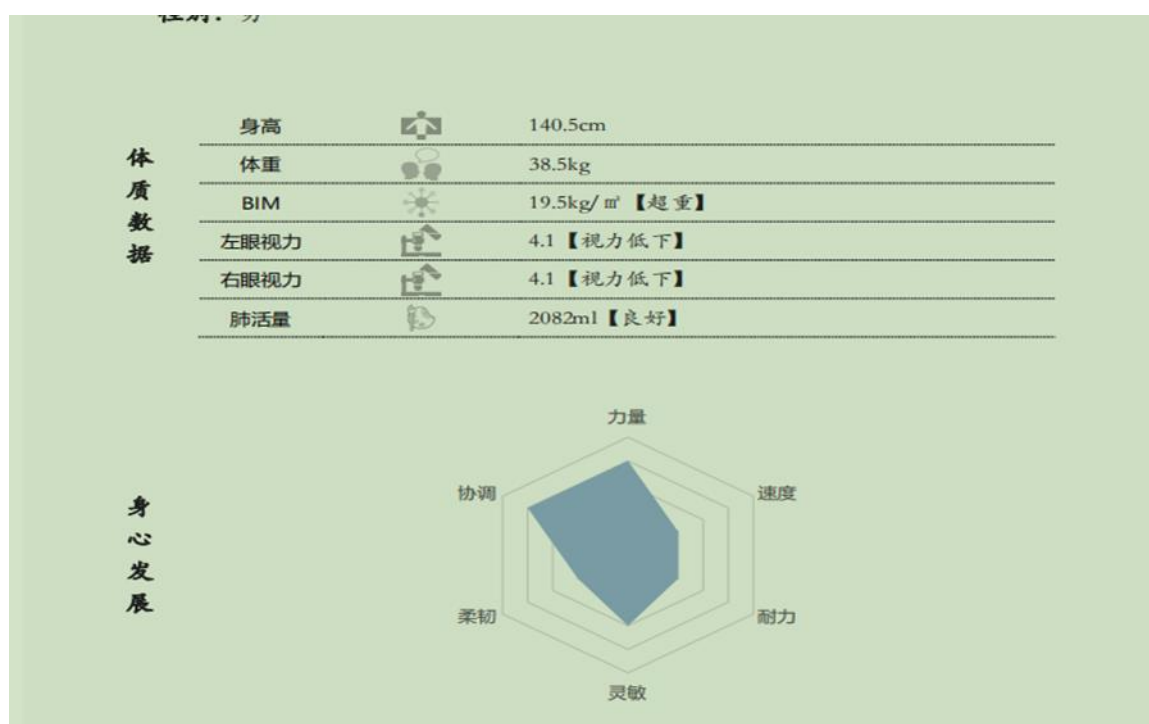 体质数据
身高 140.5cm
体重 38.5kg
BIM 19.5kg/㎡【超重】
左眼视力 4.1【视力低下】
右眼视力 4.1【视力低下】
肺活量 2082ml【良好】
身心发展
力量
协调 速度
柔韧 耐力
灵敏